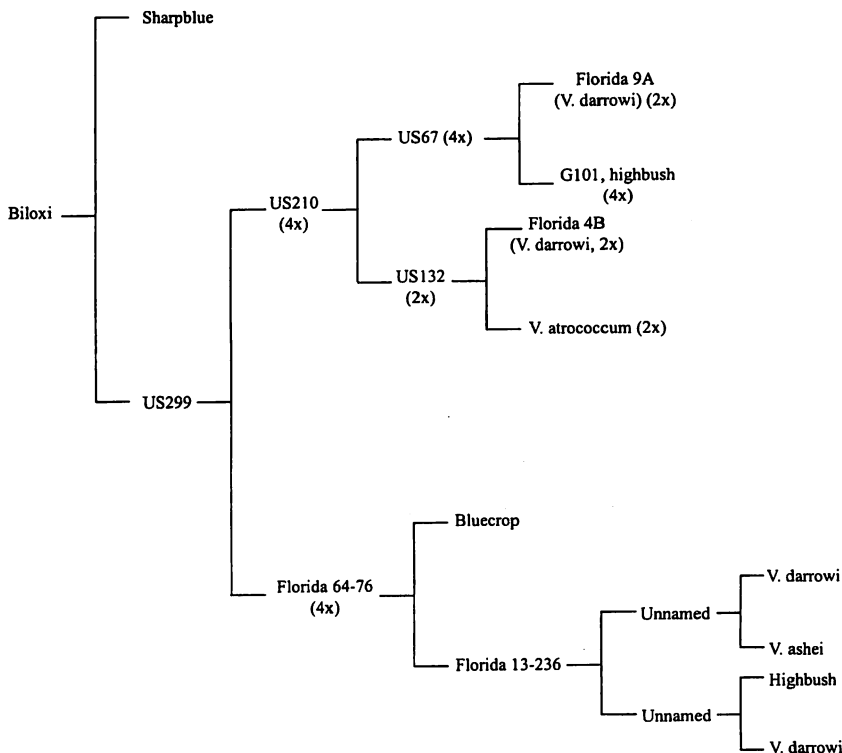 Sharpblue
Florida 9A
(V. darrowi) (2x)
US67 (4x)
G101, highbush
(4x)
Biloxi
US210
(4x)
Florida 4B
(V. darrowi, 2x)
US132
(2x)
V. atrococcum (2x)
US299
Bluecrop
Florida 64-76
(4x)
V. darrowi
Unnamed
V. ashei
Florida 13-236
Highbush
Unnamed
V. darrowi